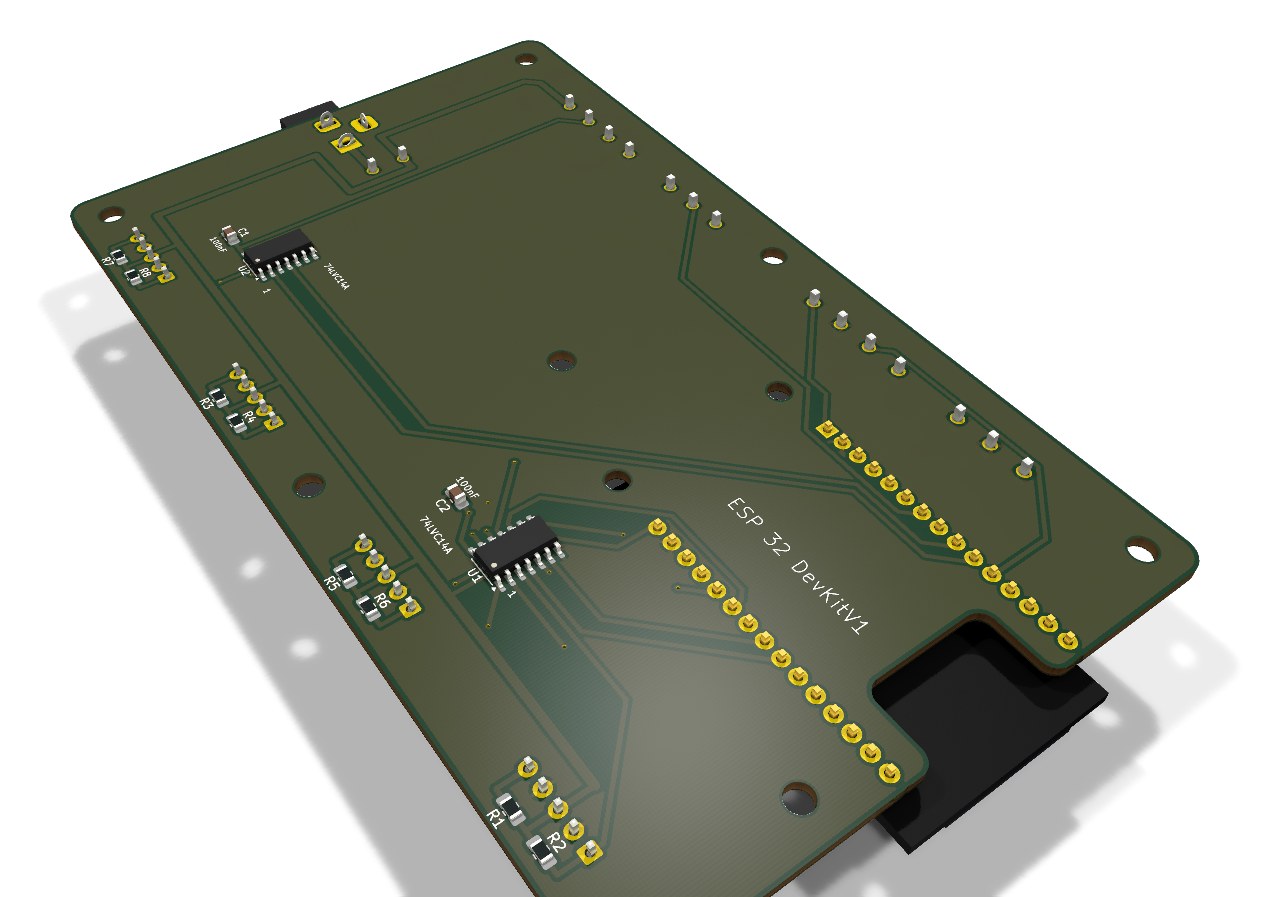 C1
100nF
R7
R8
U2
74LVC14A
1
R3
R4
100nF
C2
74LVC14A
U1
1
ESP 32 DevKitV1
R5
R6
R1
R2